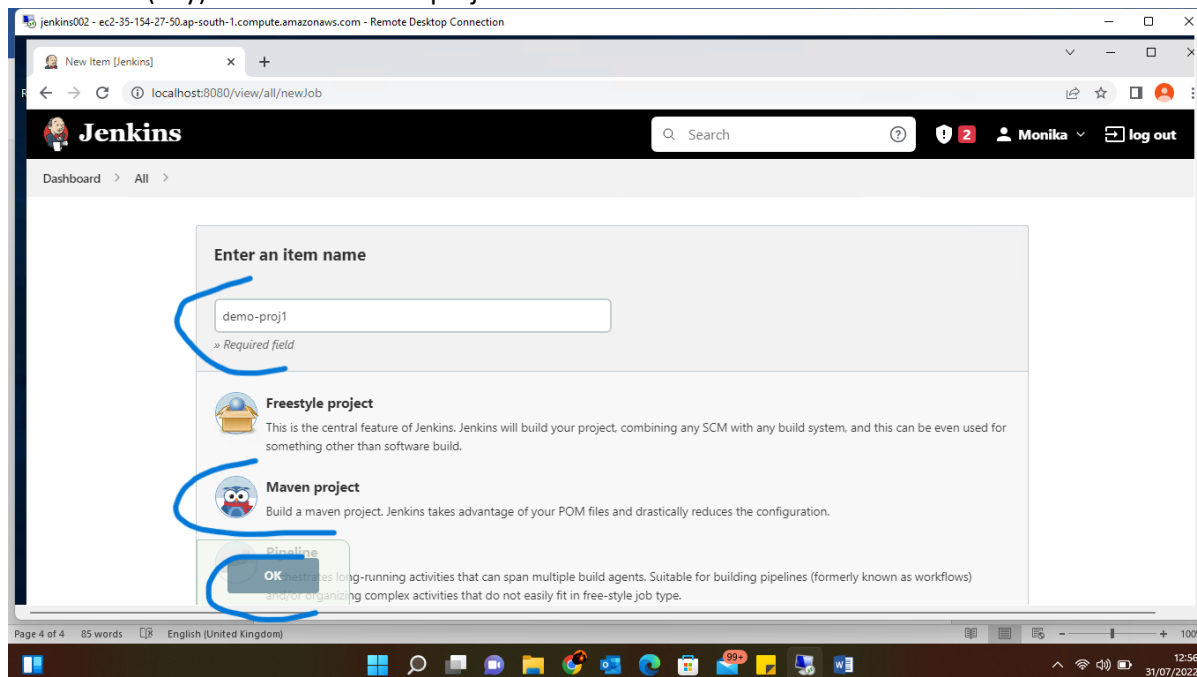 jenkins002 - ec2-35-154-27-50.ap-south-1.compute.amazonaws.com - Remote Desktop Connection
New Item [Jenkins]
localhost:8080/view/all/newJob
Jenkins
Search
2
Monika
log out
Dashboard > All >
Enter an item name
demo-proj1
» Required field
Freestyle project
This is the central feature of Jenkins. Jenkins will build your project, combining any SCM with any build system, and this can be even used for
something other than software build.
Maven project
Build a maven project. Jenkins takes advantage of your POM files and drastically reduces the configuration.
Pipeline
OK
long-running activities that can span multiple build agents. Suitable for building pipelines (formerly known as workflows)
and/or organizing complex activities that do not easily fit in free-style job type.
Page 4 of 4 85 words English (United Kingdom)
99+
12:56
31/07/2022